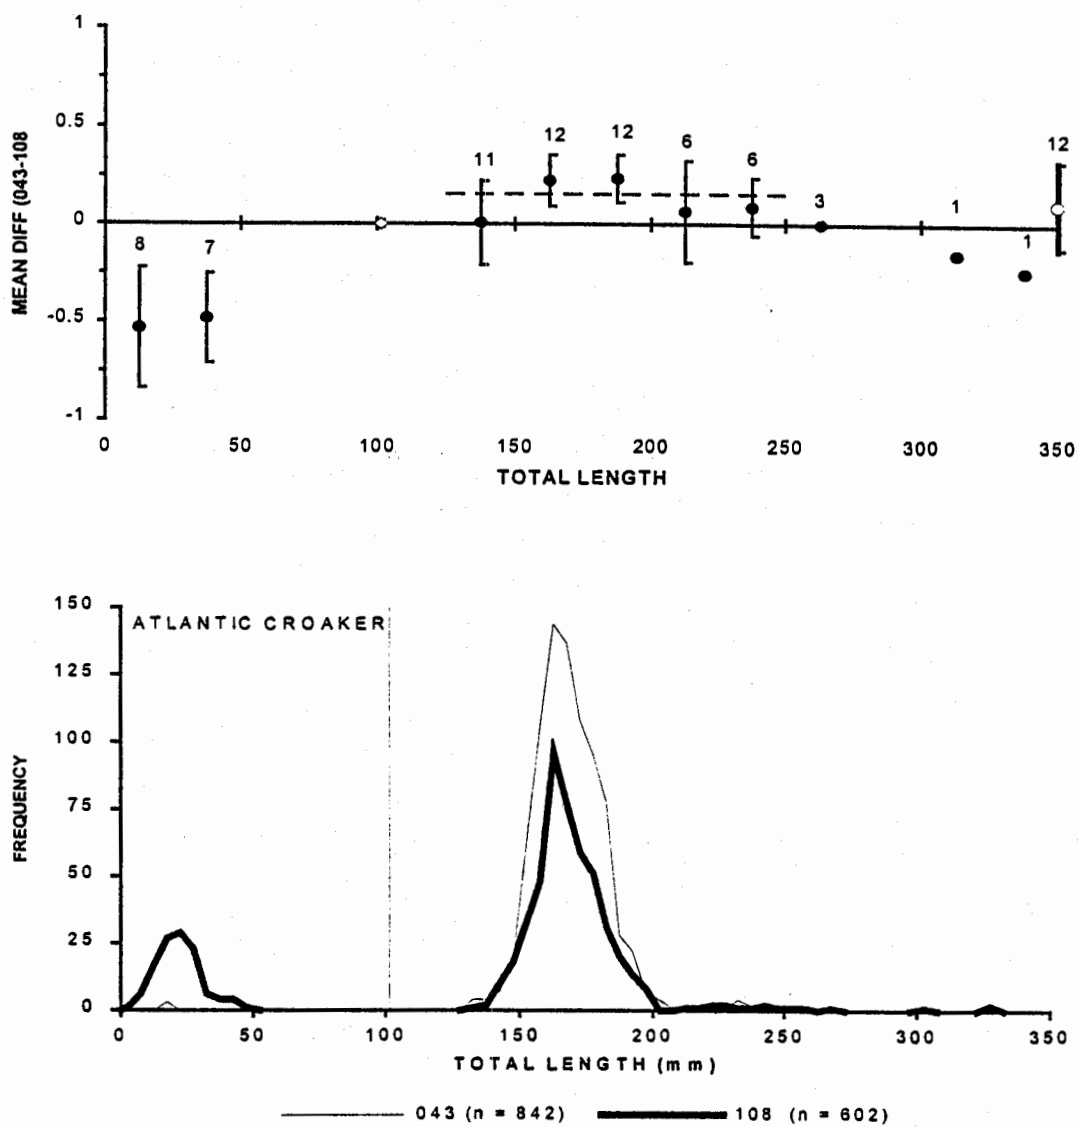 1
0.5
0
-0.5
-1
MEAN DIFF (043-108
8
7
11
12
12
6
6
3
1
1
12
0 50 100 150 200 250 300 350
TOTAL LENGTH
150
125
100
75
50
25
0
FREQUENCY
ATLANTIC CROAKER
0 50 100 150 200 250 300 350
TOTAL LENGTH (mm)
043 (n = 842) 108 (n = 602)